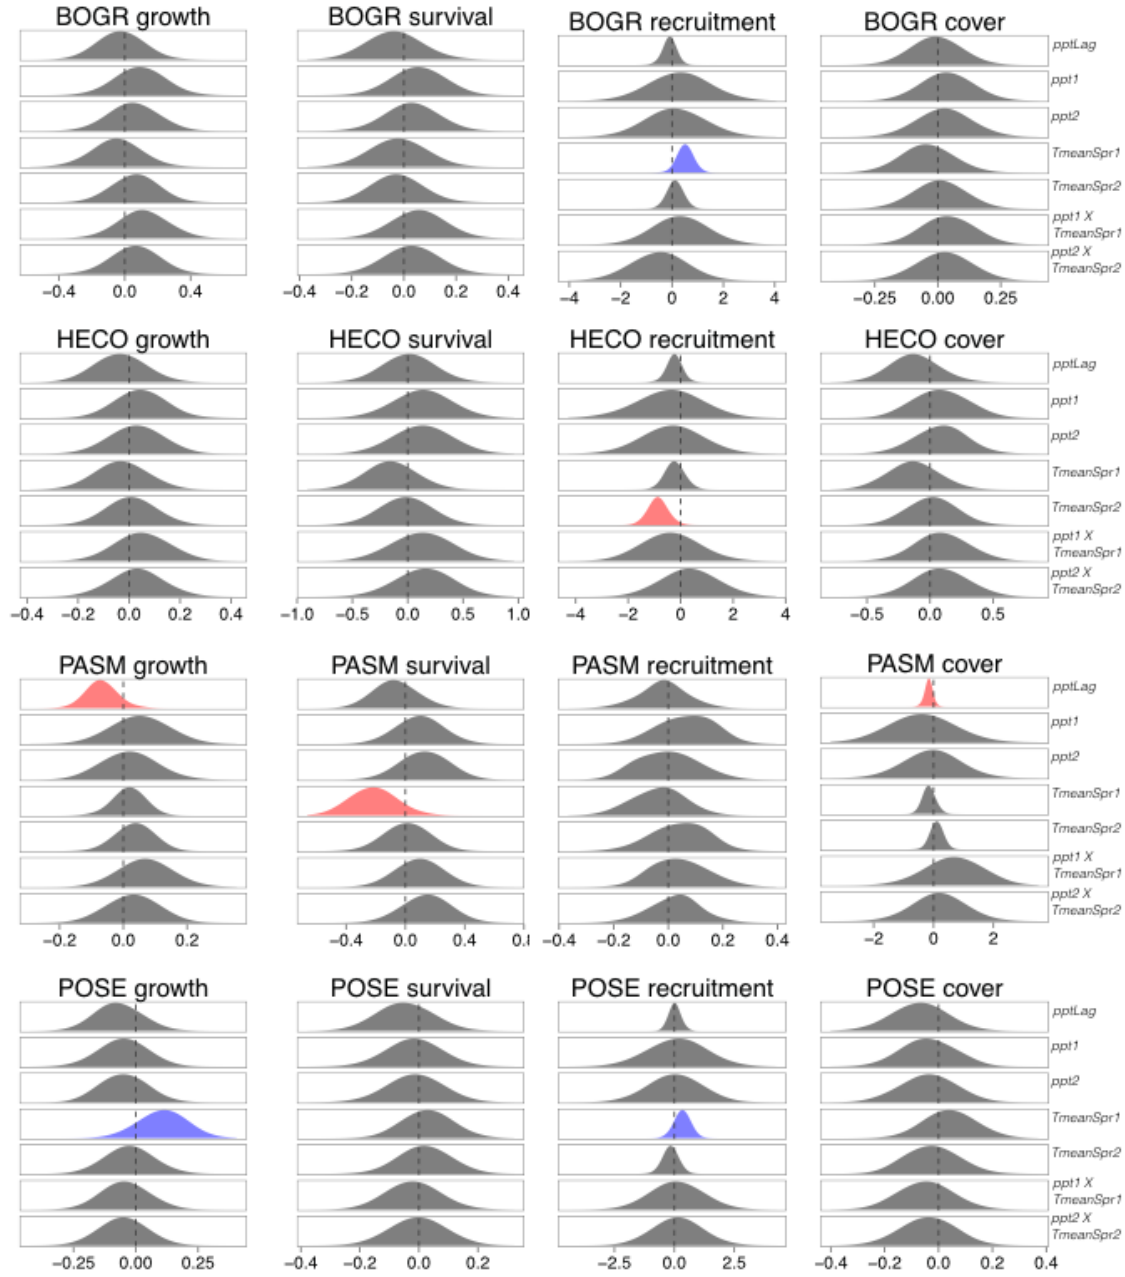 BOGR growth BOGR survival BOGR recruitment BOGR cover
pptLag
ppt1
ppt2
TmeanSpr1
TmeanSpr2
ppt1 X
TmeanSpr1
ppt2 X
TmeanSpr2
−0.4 0.0 0.4 −0.4 −0.2 0.0 0.2 0.4 −4 −2 0 2 4 −0.25 0.00 0.25
HECO growth HECO survival HECO recruitment HECO cover
pptLag
ppt1
ppt2
TmeanSpr1
TmeanSpr2
ppt1 X
TmeanSpr1
ppt2 X
TmeanSpr2
−0.4 −0.2 0.0 0.2 0.4 −1.0 −0.5 0.0 0.5 1.0 −4 −2 0 2 4 −0.5 0.0 0.5
PASM growth PASM survival PASM recruitment PASM cover
pptLag
ppt1
ppt2
TmeanSpr1
TmeanSpr2
ppt1 X
TmeanSpr1
ppt2 X
TmeanSpr2
−0.2 0.0 0.2 −0.4 0.0 0.4 −0.4 −0.2 0.0 0.2 0.4 −2 0 2
POSE growth POSE survival POSE recruitment POSE cover
pptLag
ppt1
ppt2
TmeanSpr1
TmeanSpr2
ppt1 X
TmeanSpr1
ppt2 X
TmeanSpr2
−0.25 0.00 0.25 −0.4 −0.2 0.0 0.2 −2.5 0.0 2.5 −0.4 −0.2 0.0 0.2 0.4